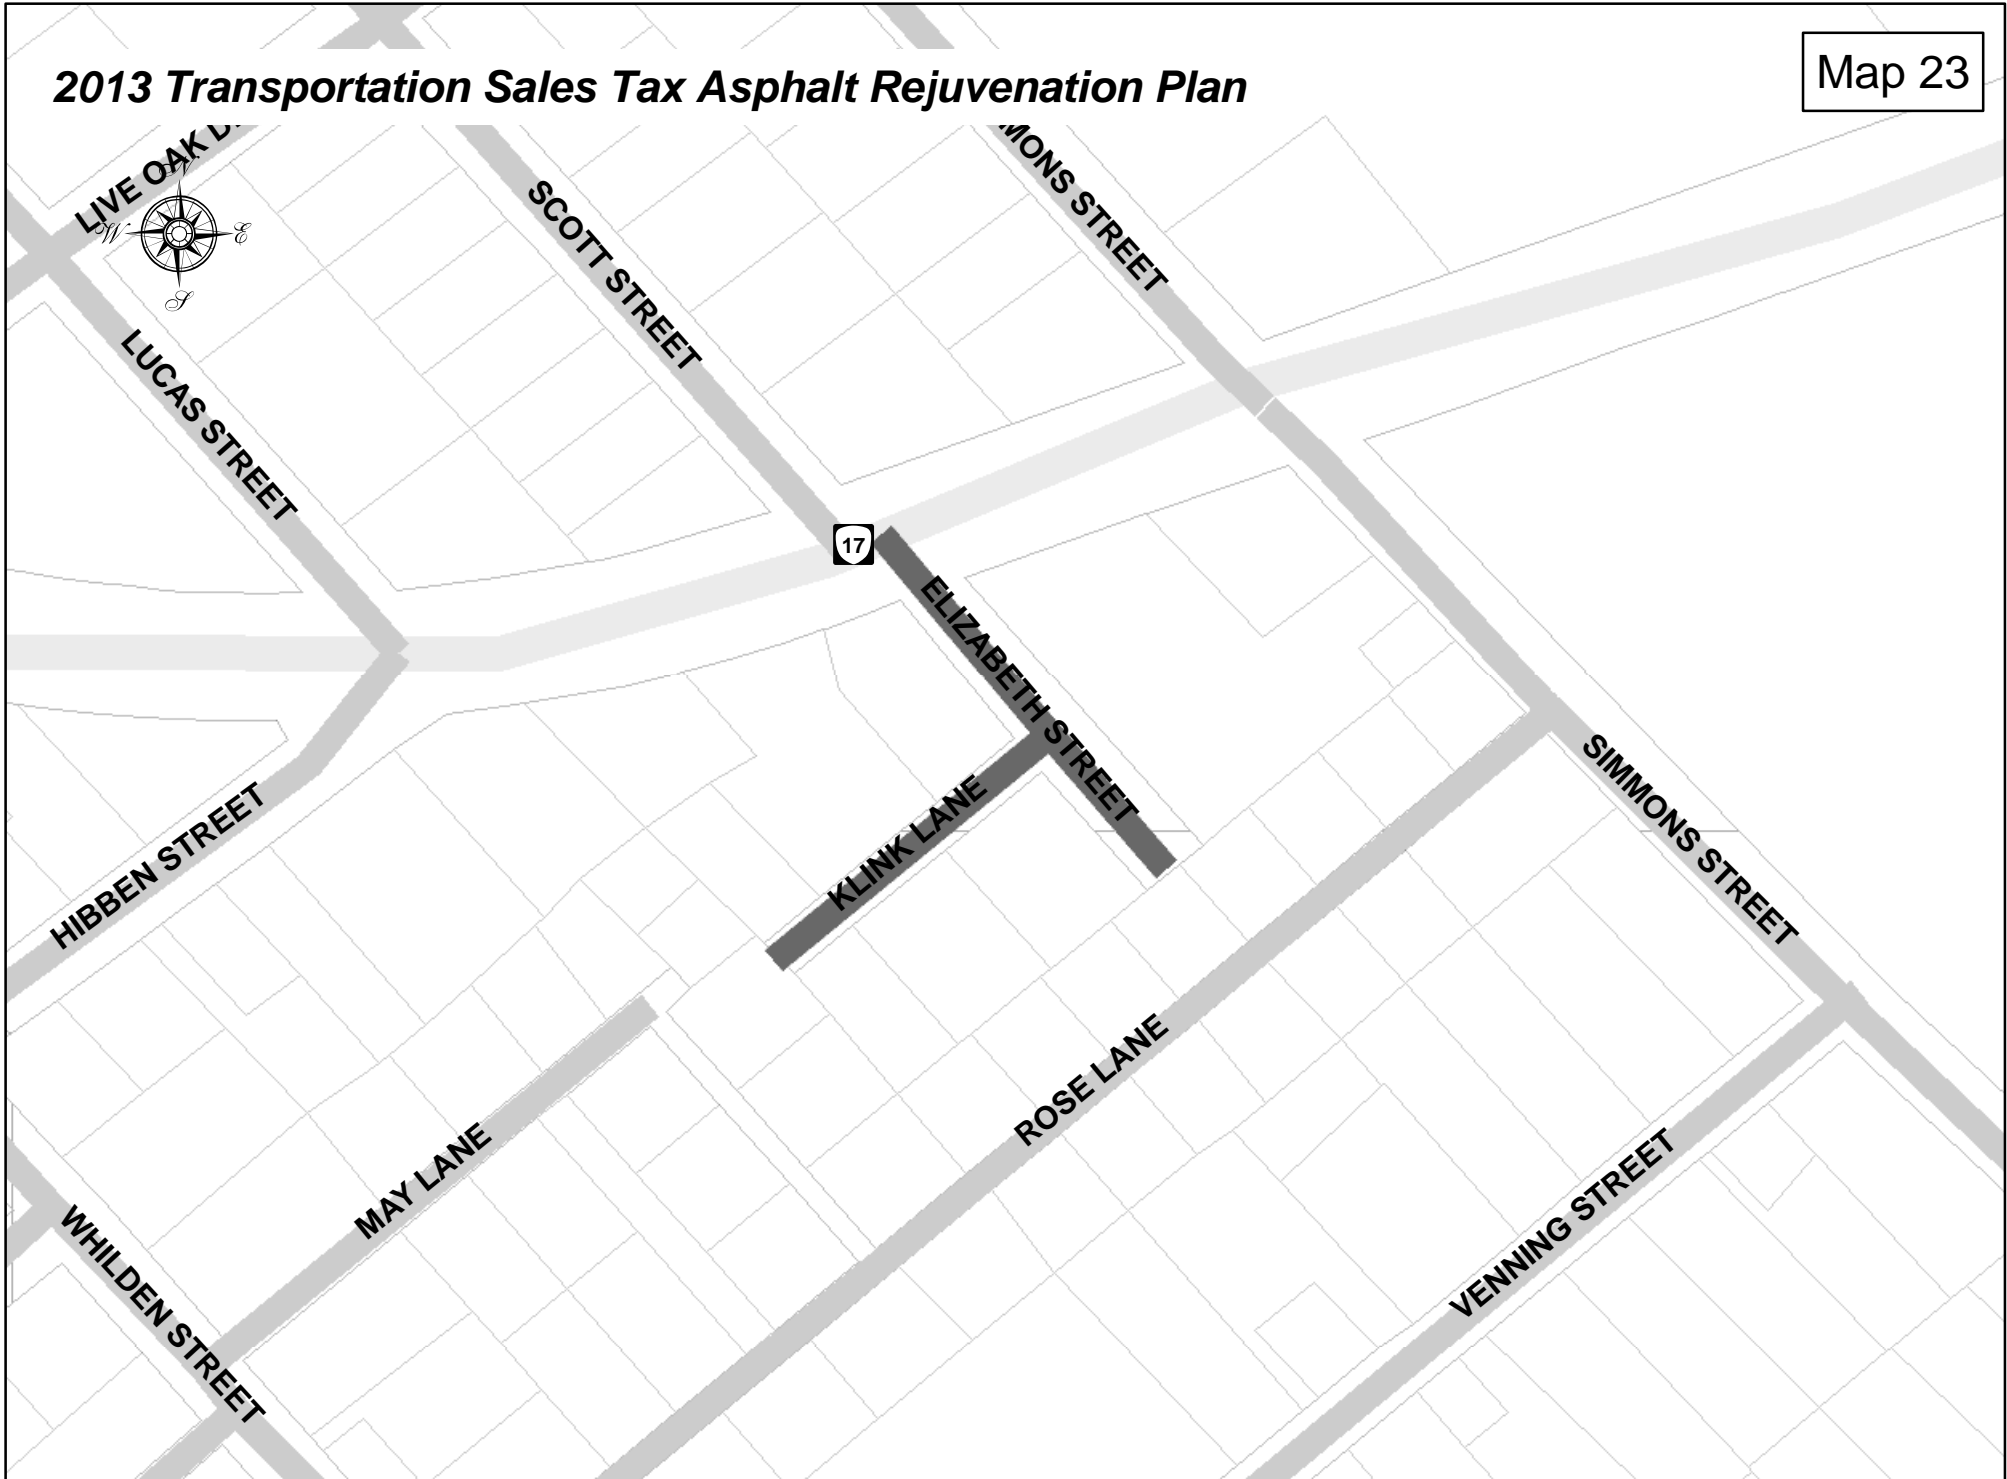 2013 Transportation Sales Tax Asphalt Rejuvenation Plan
Map 23
LIVE OAK
N
W
E
S
SCOTT STREET
MONS STREET
LUCAS STREET
17
ELIZABETH STREET
KLINK LANE
HIBBEN STREET
SIMMONS STREET
ROSE LANE
MAY LANE
VENNING STREET
WHILDEN STREET